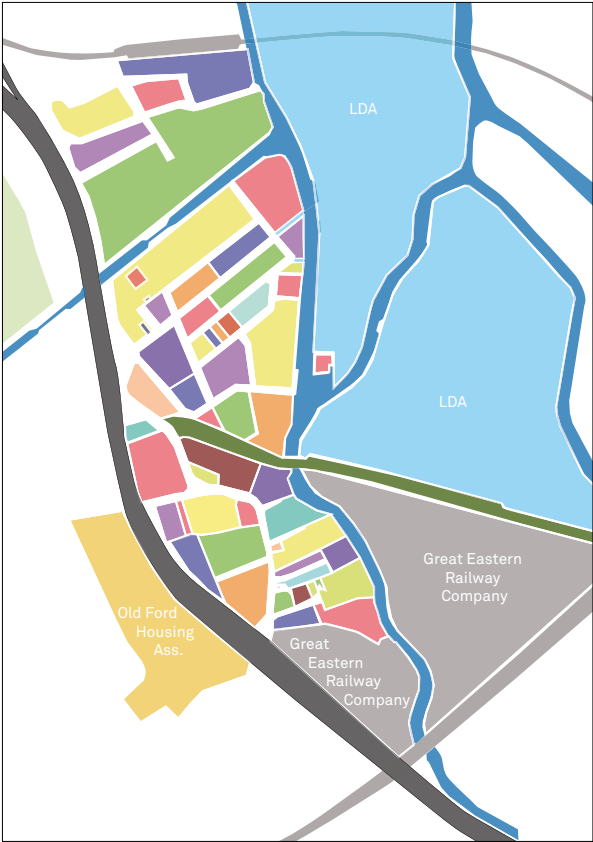 LDA
LDA
Great Eastern
Railway
Company
Old Ford
Housing
Ass.
Great
Eastern
Railway
Company